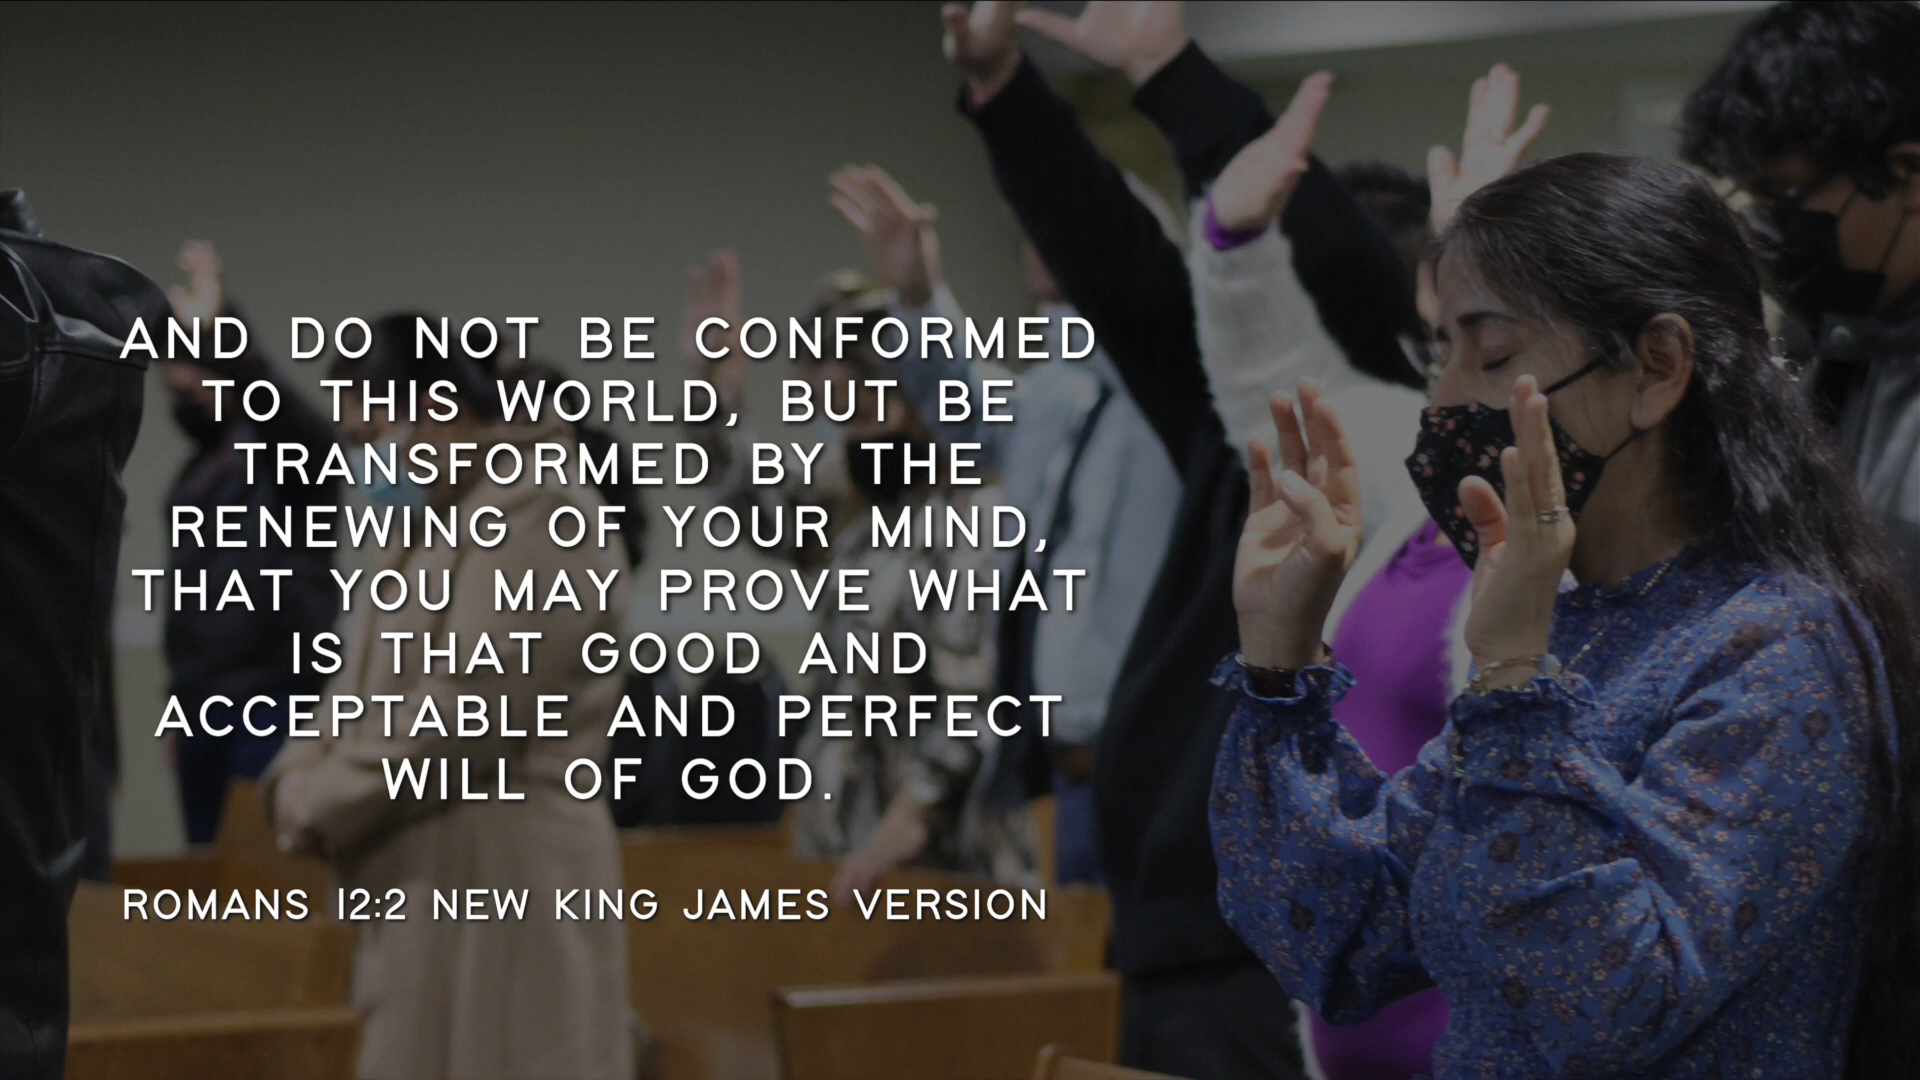 AND DO NOT BE CONFORMED
TO THIS WORLD, BUT BE
TRANSFORMED BY THE
RENEWING OF YOUR MIND,
THAT YOU MAY PROVE WHAT
IS THAT GOOD AND
ACCEPTABLE AND PERFECT
WILL OF GOD.
ROMANS 12:2 NEW KING JAMES VERSION